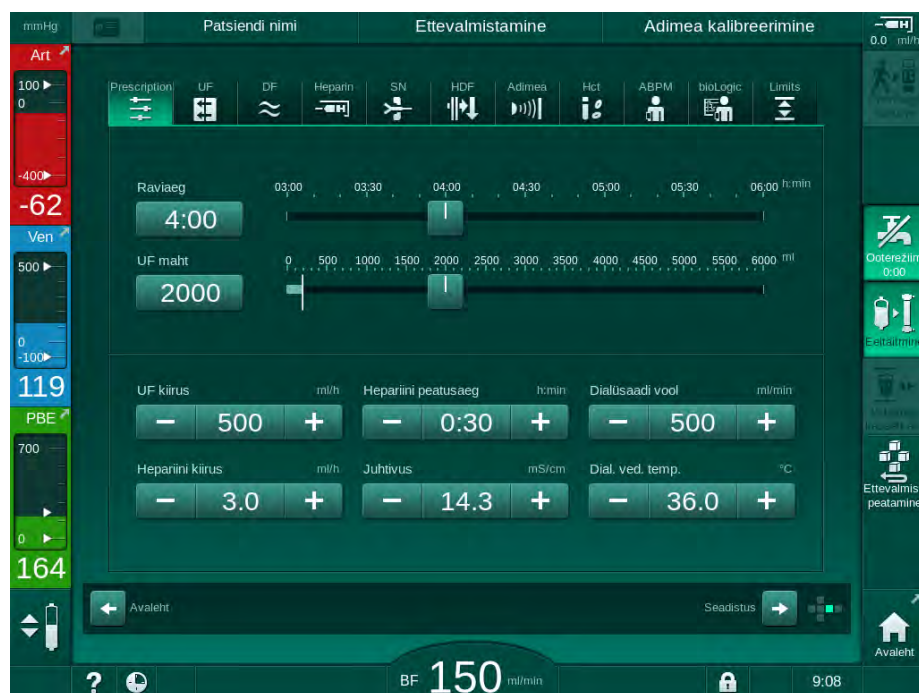 mmHg
Patsiendi nimi
Ettevalmistamine
Adimea kalibreerimine
0.0 ml/h
Art
100
0
-400
-62
Ven
500
0
-100
119
PBE
700
0
164
Prescription UF DF Heparin SN HDF Adimea Hct ABPM bioLogic Limits
Raviaeg
4:00
03:00 03:30 04:00 04:30 05:00 05:30 06:00 h:min
UF maht
2000
0 500 1000 1500 2000 2500 3000 3500 4000 4500 5000 5500 6000 ml
UF kiirus ml/h
− 500 +
Hepariini peatusaeg h:min
− 0:30 +
Dialüsaadi vool ml/min
− 500 +
Hepariini kiirus ml/h
− 3.0 +
Juhtivus mS/cm
− 14.3 +
Dial. ved. temp. °C
− 36.0 +
Avaleht
Seadistus
Ooterežiim
0:00
Eeltäitmine
Ettevalmis
peatamine
Avaleht
?
BF 150 ml/min
9:08